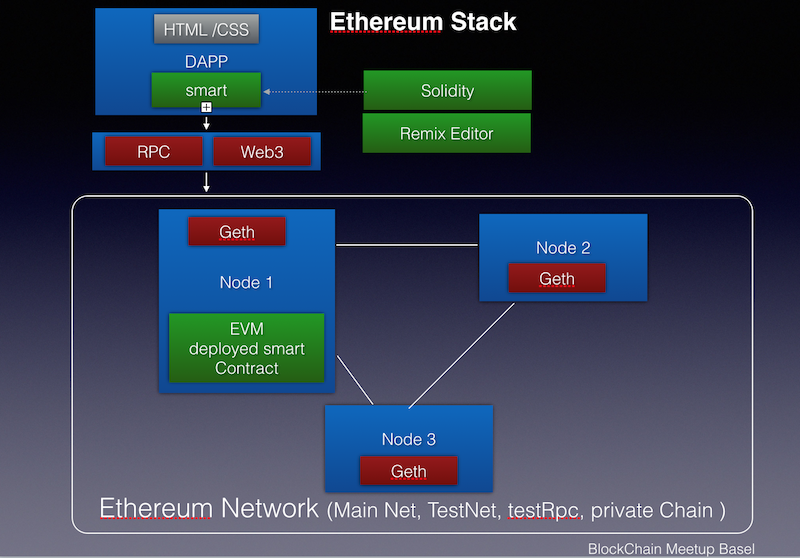 Ethereum Stack
HTML /CSS
DAPP
smart
Solidity
Remix Editor
RPC
Web3
Geth
Node 1
EVM
deployed smart
Contract
Node 2
Geth
Node 3
Geth
Ethereum Network (Main Net, TestNet, testRpc, private Chain )
BlockChain Meetup Basel